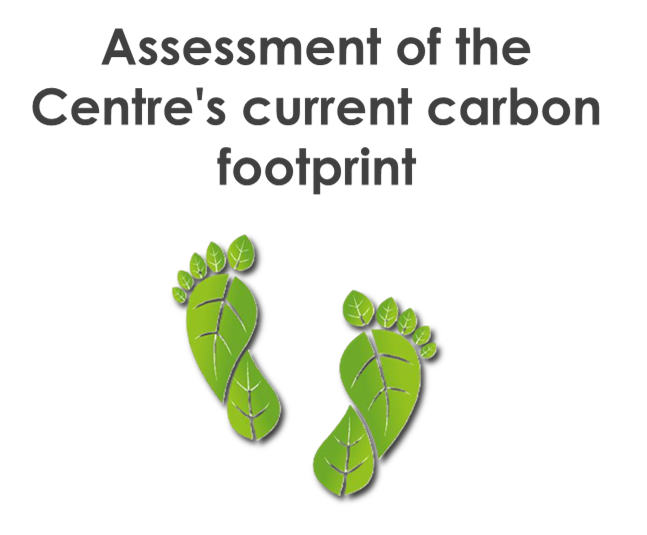 Assessment of the
Centre's current carbon
footprint